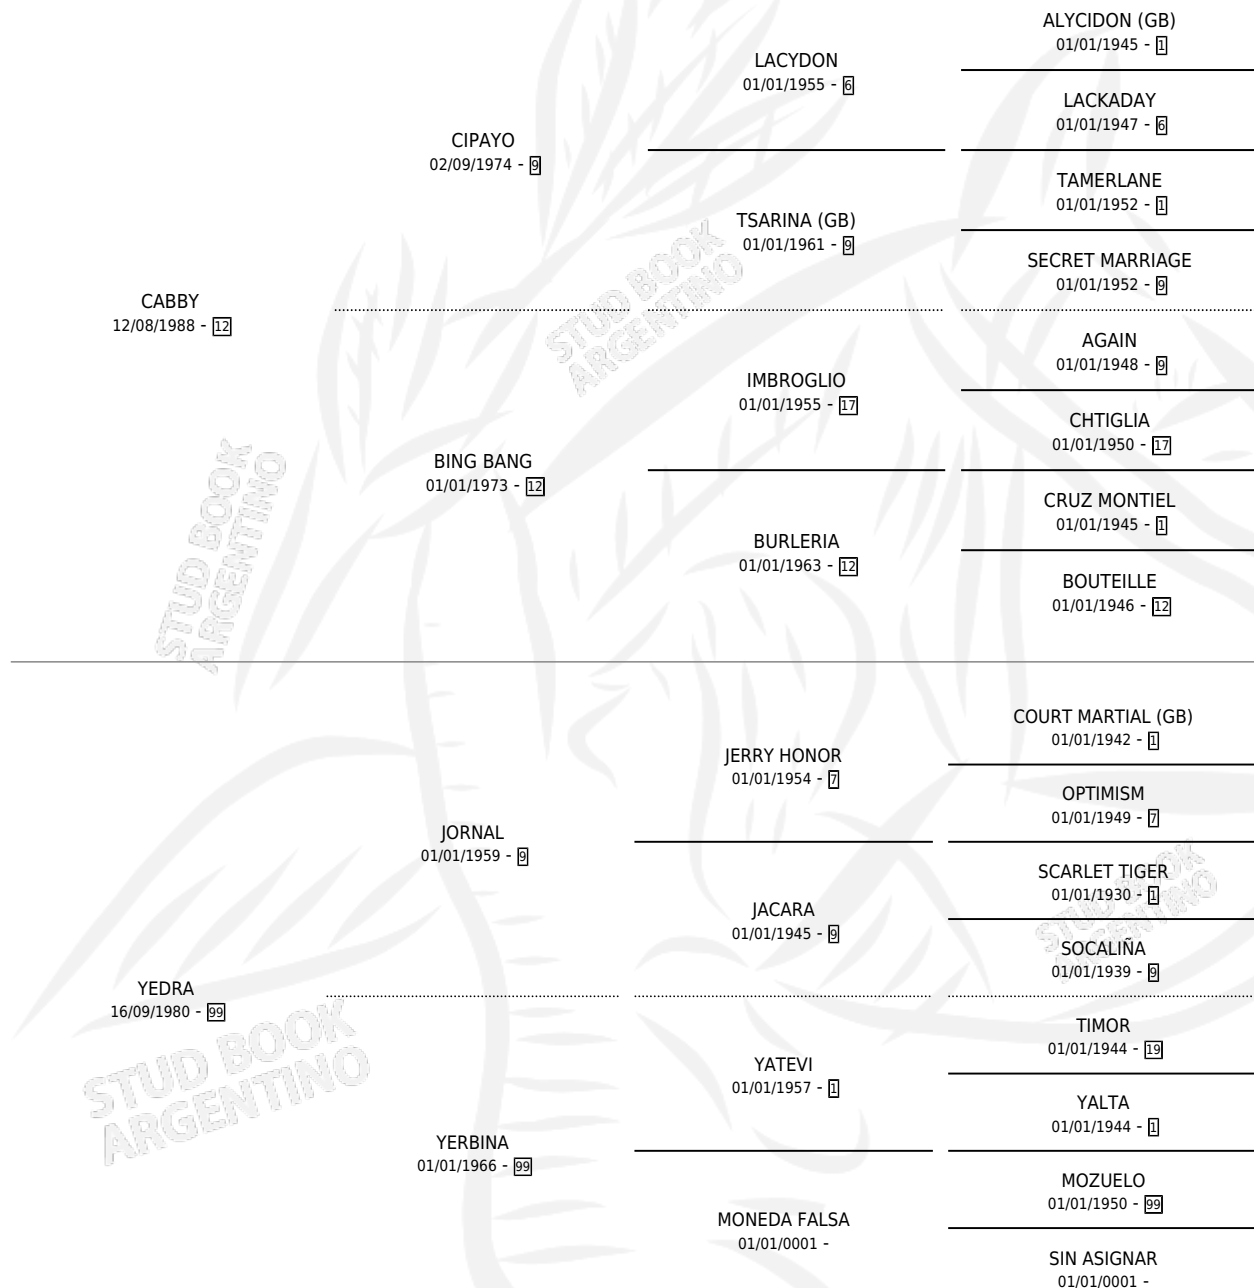 ALYCIDON (GB)
01/01/1945 - 1
LACYDON
01/01/1955 - 6
LACKADAY
01/01/1947 - 6
CIPAYO
02/09/1974 - 9
TAMERLANE
01/01/1952 - 1
TSARINA (GB)
01/01/1961 - 9
SECRET MARRIAGE
01/01/1952 - 9
CABBY
12/08/1988 - 12
STUD BOOK
ARGENTINO
AGAIN
01/01/1948 - 9
IMBROGLIO
01/01/1955 - 17
CHTIGLIA
01/01/1950 - 17
BING BANG
01/01/1973 - 12
CRUZ MONTIEL
01/01/1945 - 1
BURLERIA
01/01/1963 - 12
BOUTEILLE
01/01/1946 - 12
STUD BOOK
ARGENTINO
COURT MARTIAL (GB)
01/01/1942 - 1
JERRY HONOR
01/01/1954 - 7
OPTIMISM
01/01/1949 - 7
JORNAL
01/01/1959 - 9
SCARLET TIGER
01/01/1930 - 1
JACARA
01/01/1945 - 9
SOCALIÑA
01/01/1939 - 9
STUD BOOK
ARGENTINO
YEDRA
16/09/1980 - 99
TIMOR
01/01/1944 - 19
YATEVI
01/01/1957 - 1
YALTA
01/01/1944 - 1
STUD BOOK
ARGENTINO
YERBINA
01/01/1966 - 99
MOZUELO
01/01/1950 - 99
MONEDA FALSA
01/01/0001 -
SIN ASIGNAR
01/01/0001 -